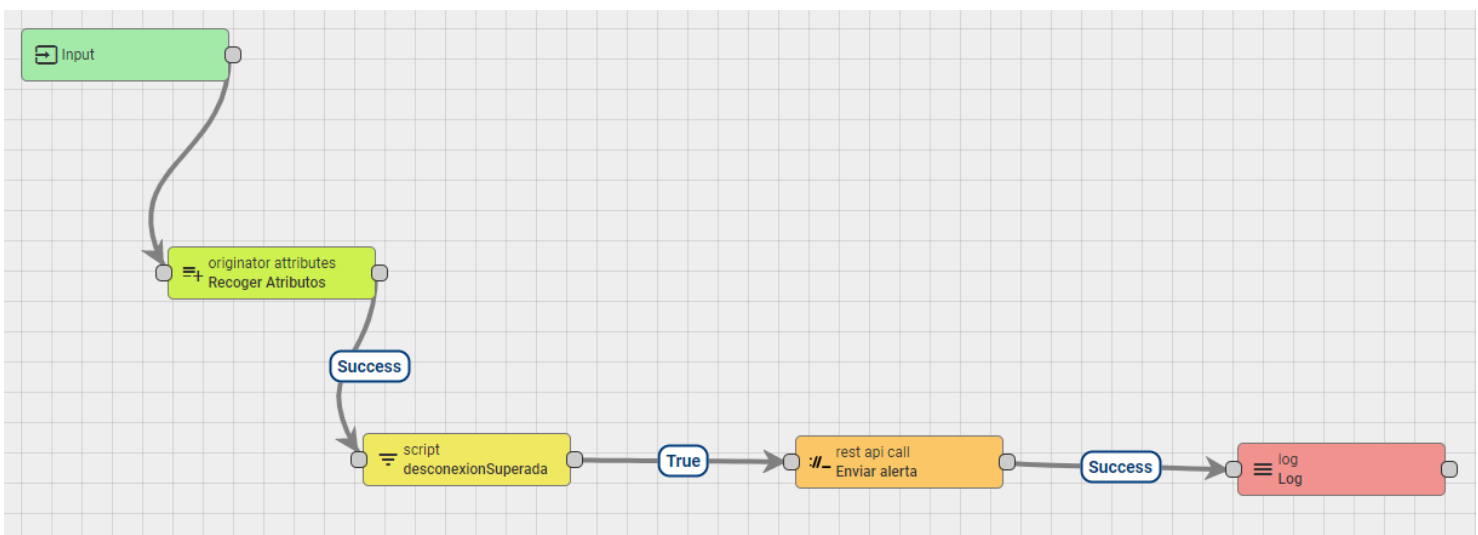 Input
originator attributes
Recoger Atributos
Success
script
desconexionSuperada
True
rest api call
Enviar alerta
Success
log
Log